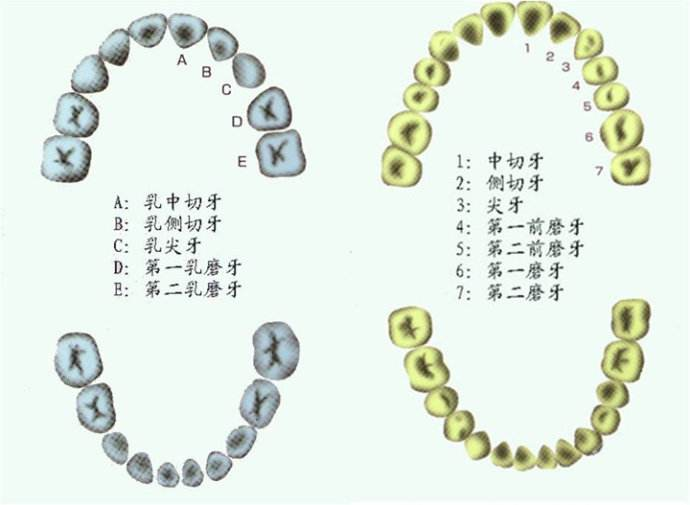 A
B
C
D
E
A: 乳中切牙
B: 乳侧切牙
C: 乳尖牙
D: 第一乳磨牙
E: 第二乳磨牙
1
2
3
4
5
6
7
1: 中切牙
2: 侧切牙
3: 尖牙
4: 第一前磨牙
5: 第二前磨牙
6: 第一磨牙
7: 第二磨牙